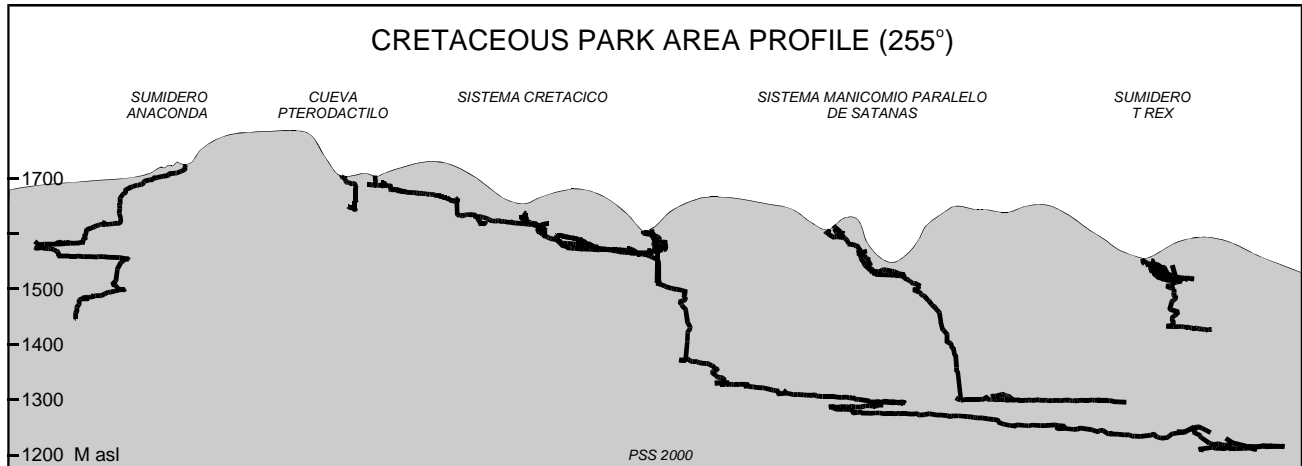 CRETACEOUS PARK AREA PROFILE (255°)
SUMIDERO
ANACONDA
CUEVA
PTERODACTILO
SISTEMA CRETACICO
SISTEMA MANICOMIO PARALELO
DE SATANAS
SUMIDERO
T REX
1700
1500
1400
1300
1200 M asl
PSS 2000